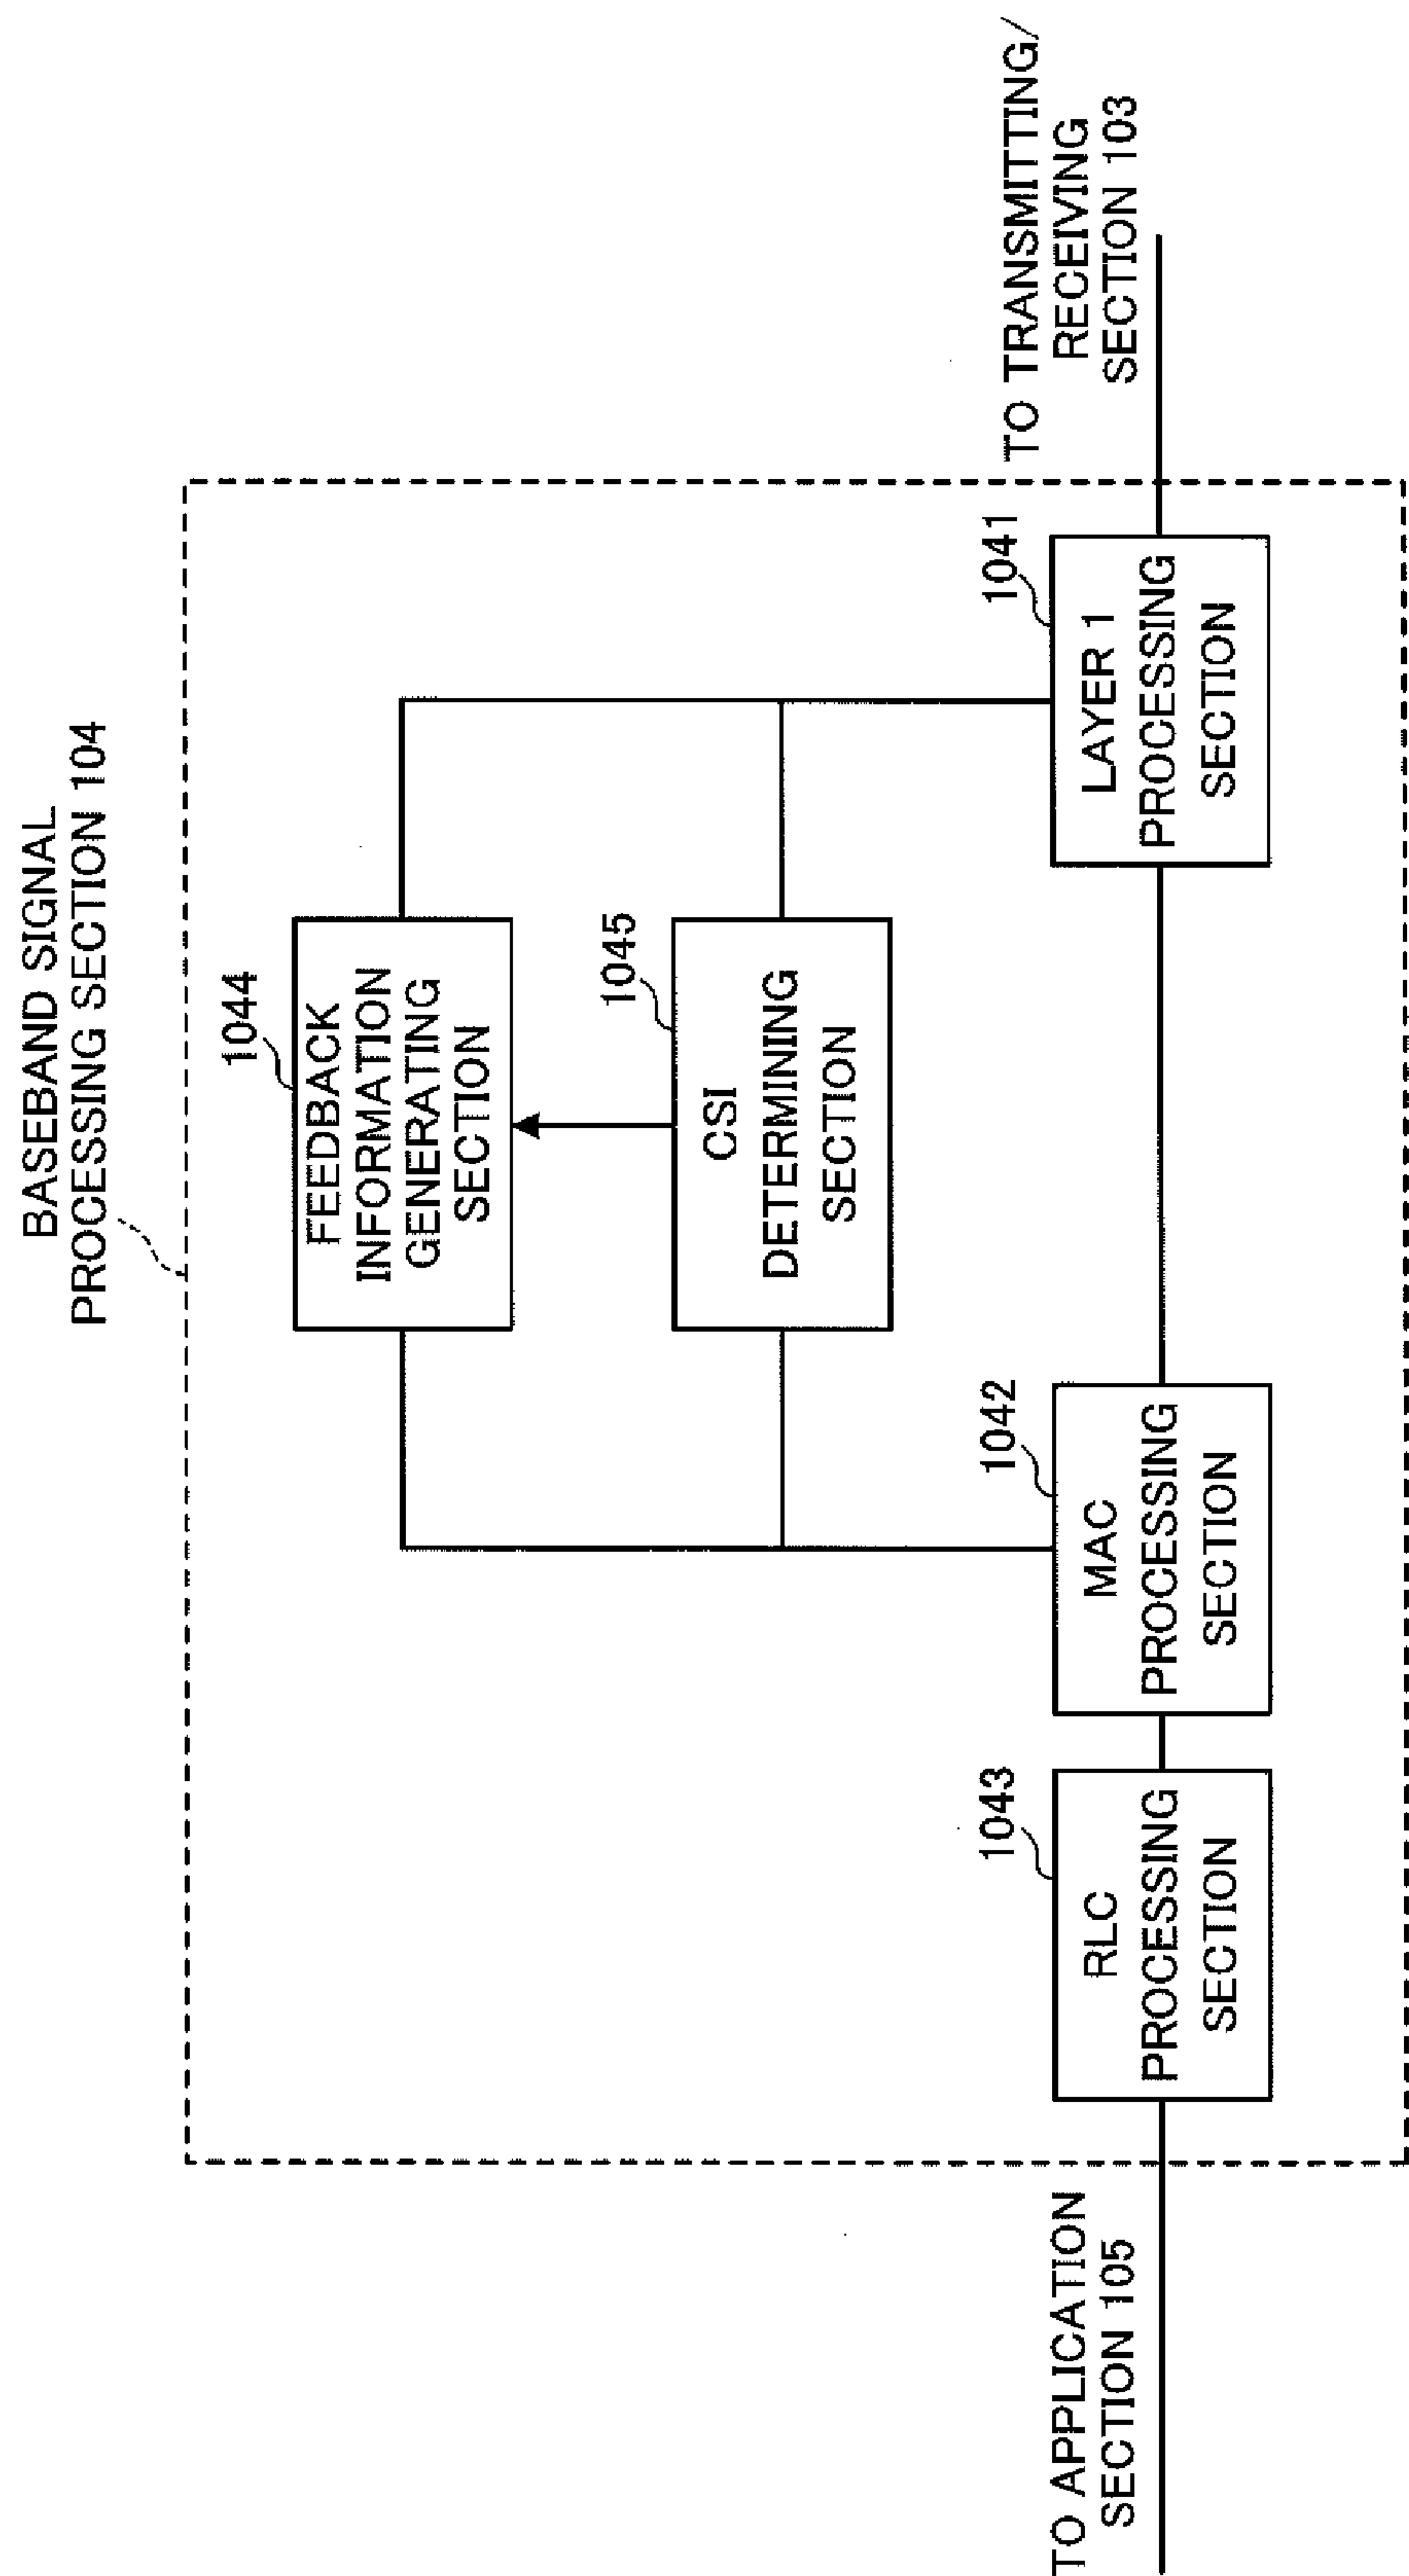 BASEBAND SIGNAL
PROCESSING SECTION 104
1044
FEEDBACK
INFORMATION
GENERATING
SECTION
1045
CSI
DETERMINING
SECTION
TO APPLICATION
SECTION 105
1043
RLC
PROCESSING
SECTION
1042
MAC
PROCESSING
SECTION
1041
LAYER 1
PROCESSING
SECTION
TO TRANSMITTING/
RECEIVING
SECTION 103